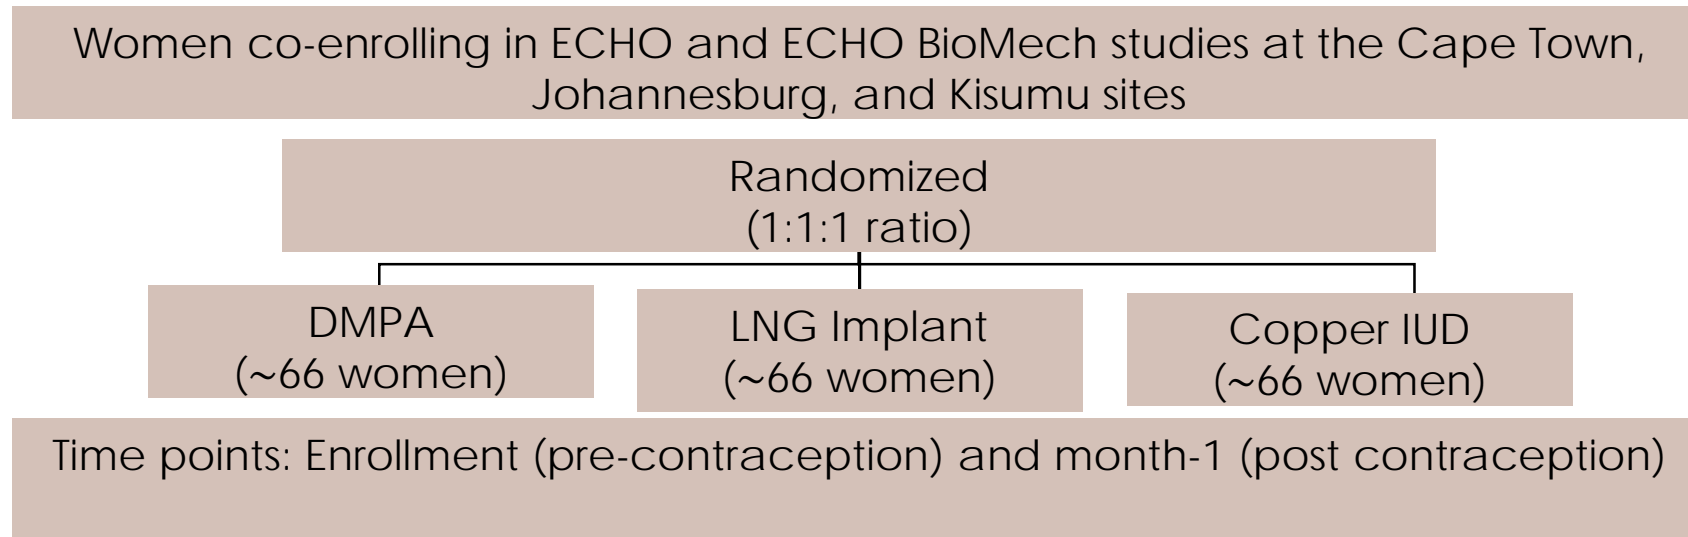 Women co-enrolling in ECHO and ECHO BioMech studies at the Cape Town,
Johannesburg, and Kisumu sites
Randomized
(1:1:1 ratio)
DMPA
(~66 women)
LNG Implant
(~66 women)
Copper IUD
(~66 women)
Time points: Enrollment (pre-contraception) and month-1 (post contraception)